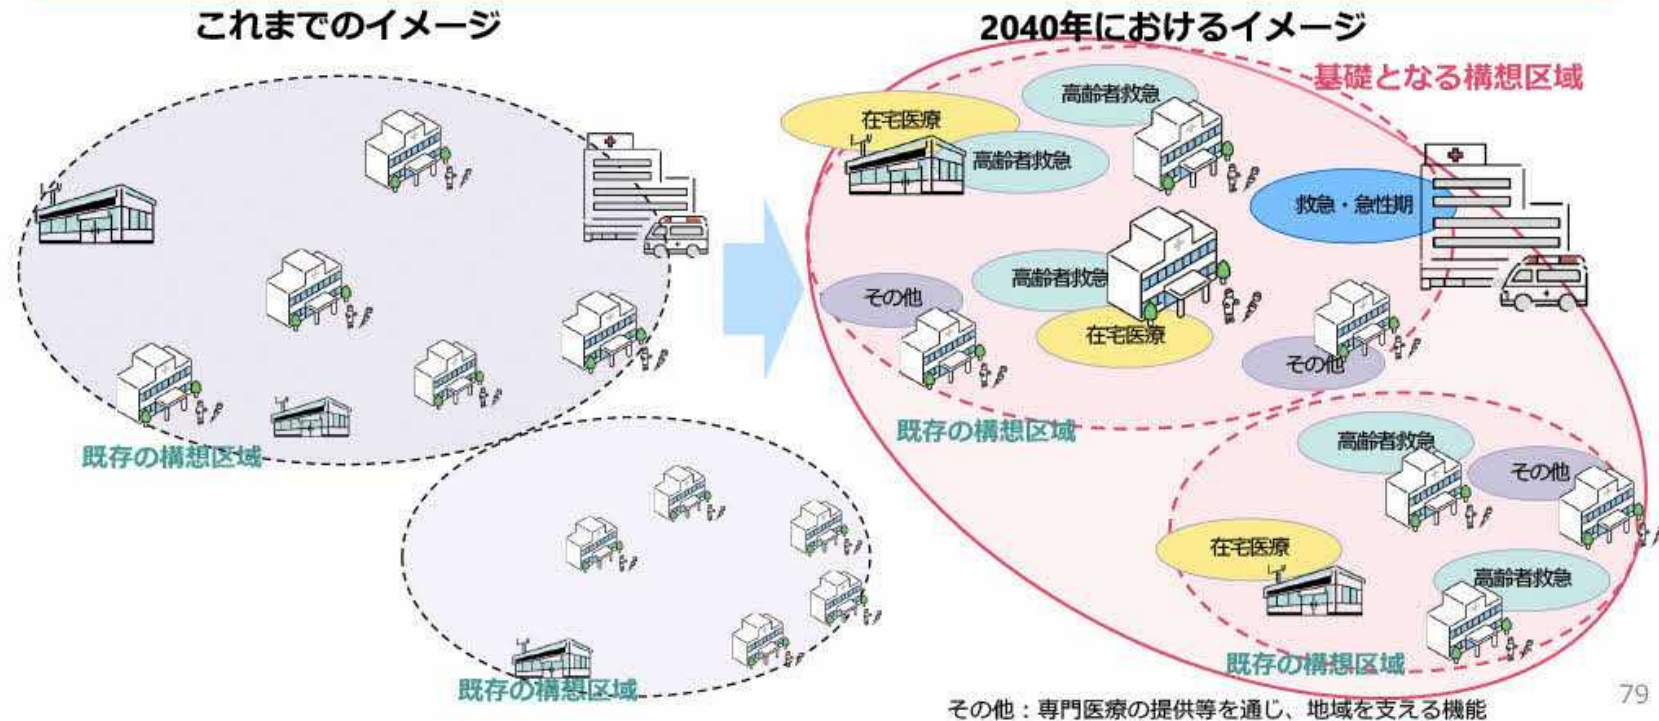 これまでのイメージ
既存の構想区域
既存の構想区域
2040年におけるイメージ
基礎となる構想区域
高齢者救急
在宅医療
高齢者救急
救急・急性期
高齢者救急
その他
在宅医療
その他
既存の構想区域
高齢者救急
その他
在宅医療
高齢者救急
既存の構想区域
その他：専門医療の提供等を通じ、地域を支える機能
79